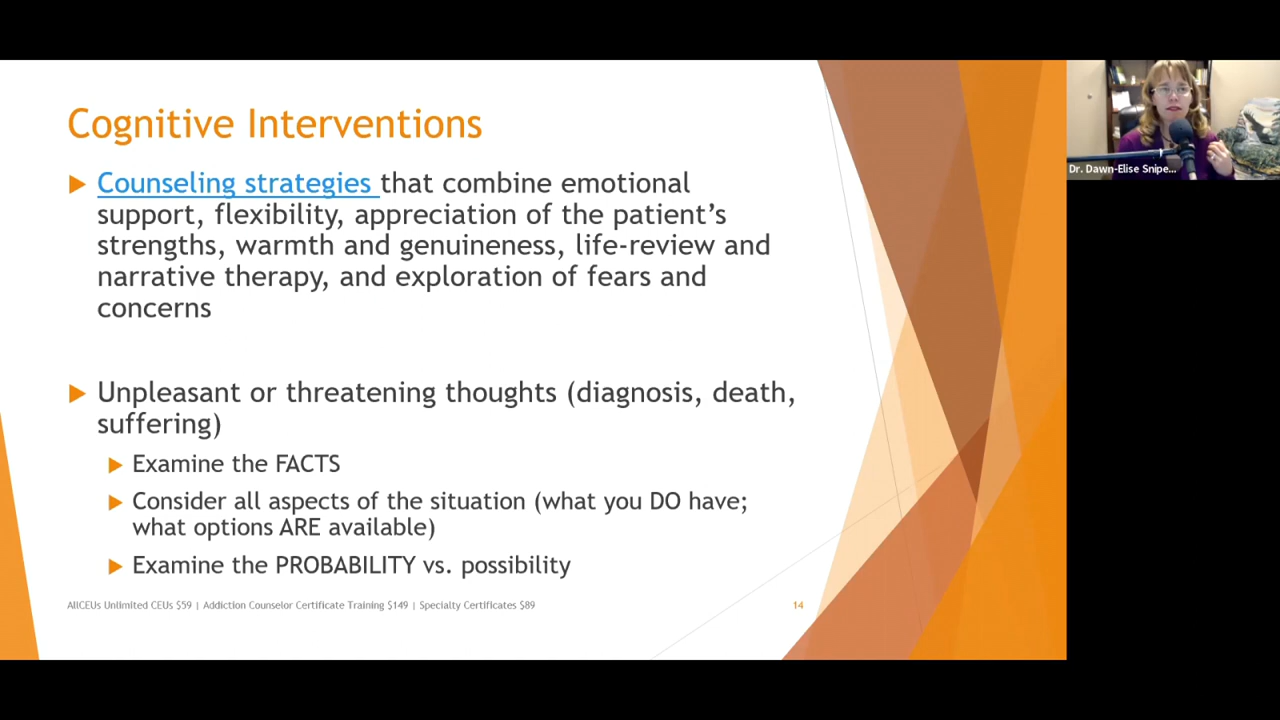 Cognitive Interventions
Counseling strategies that combine emotional
support, flexibility, appreciation of the patient’s
strengths, warmth and genuineness, life-review and
narrative therapy, and exploration of fears and
concerns
Unpleasant or threatening thoughts (diagnosis, death,
suffering)
Examine the FACTS
Consider all aspects of the situation (what you DO have;
what options ARE available)
Examine the PROBABILITY vs. possibility
AllCEUs Unlimited CEUs $59 | Addiction Counselor Certificate Training $149 | Specialty Certificates $89
14
Dr. Dawn-Elise Snipe...